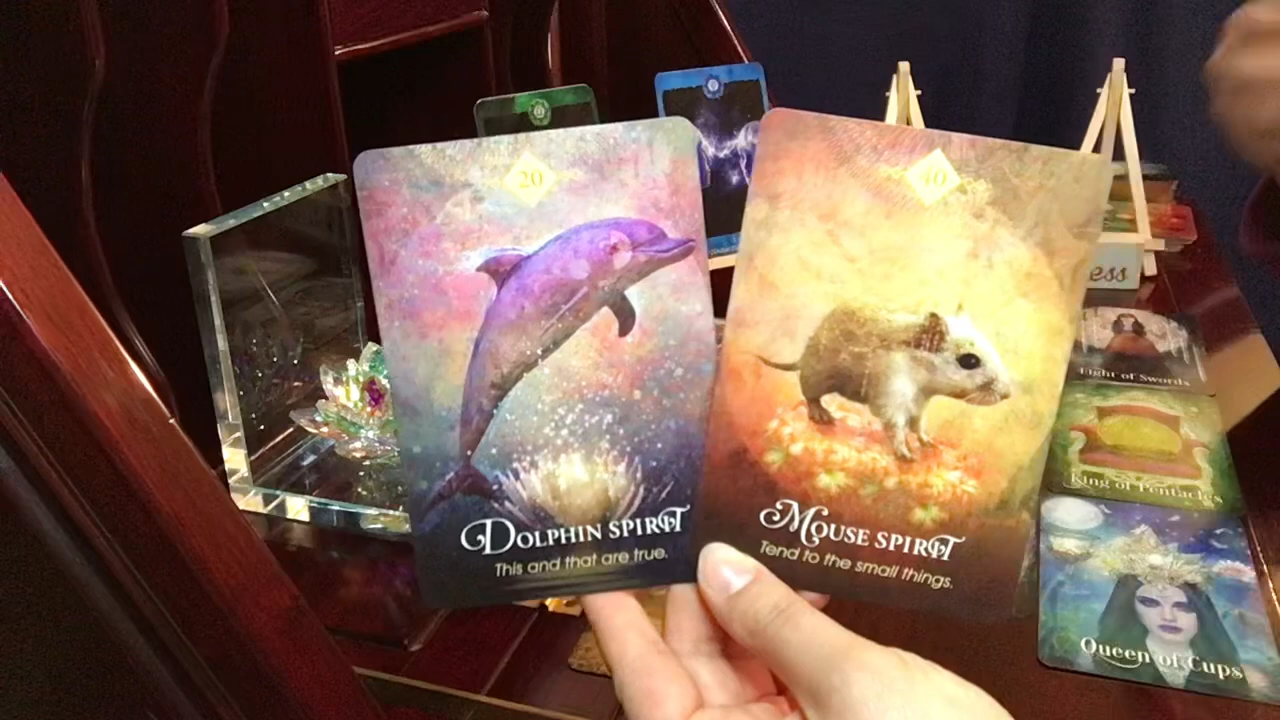 20
40
DOLPHIN SPIRIT
This and that are true.
MOUSE SPIRIT
Tend to the small things.
ess
Eight of Swords
King of Pentacles
Queen of Cups